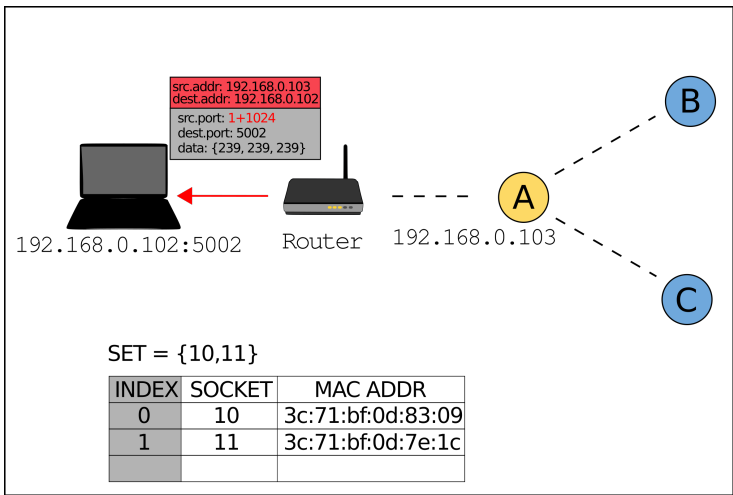 src.addr: 192.168.0.103
dest.addr: 192.168.0.102
src.port: 1+1024
dest.port: 5002
data: {239, 239, 239}
B
A
192.168.0.102:5002
Router
192.168.0.103
C
SET = {10,11}
INDEX SOCKET MAC ADDR
0 10 3c:71:bf:0d:83:09
1 11 3c:71:bf:0d:7e:1c